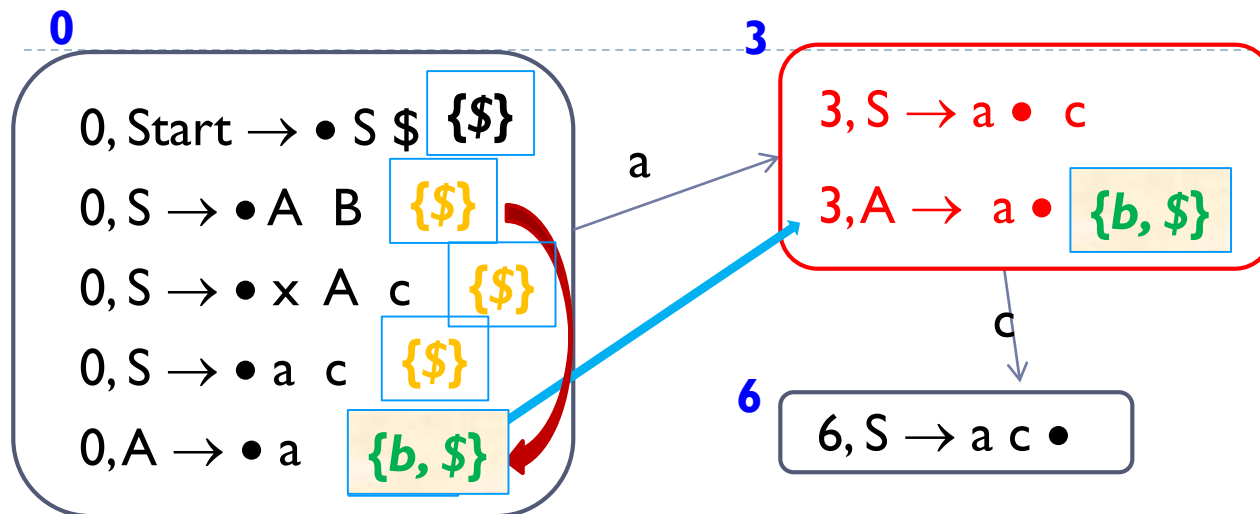 0
0, Start → • S $ {$}
0, S → • A B {$}
0, S → • x A c {$}
0, S → • a c {$}
0, A → • a {b, $}
a
3
3, S → a • c
3, A → a • {b, $}
c
6
6, S → a c •